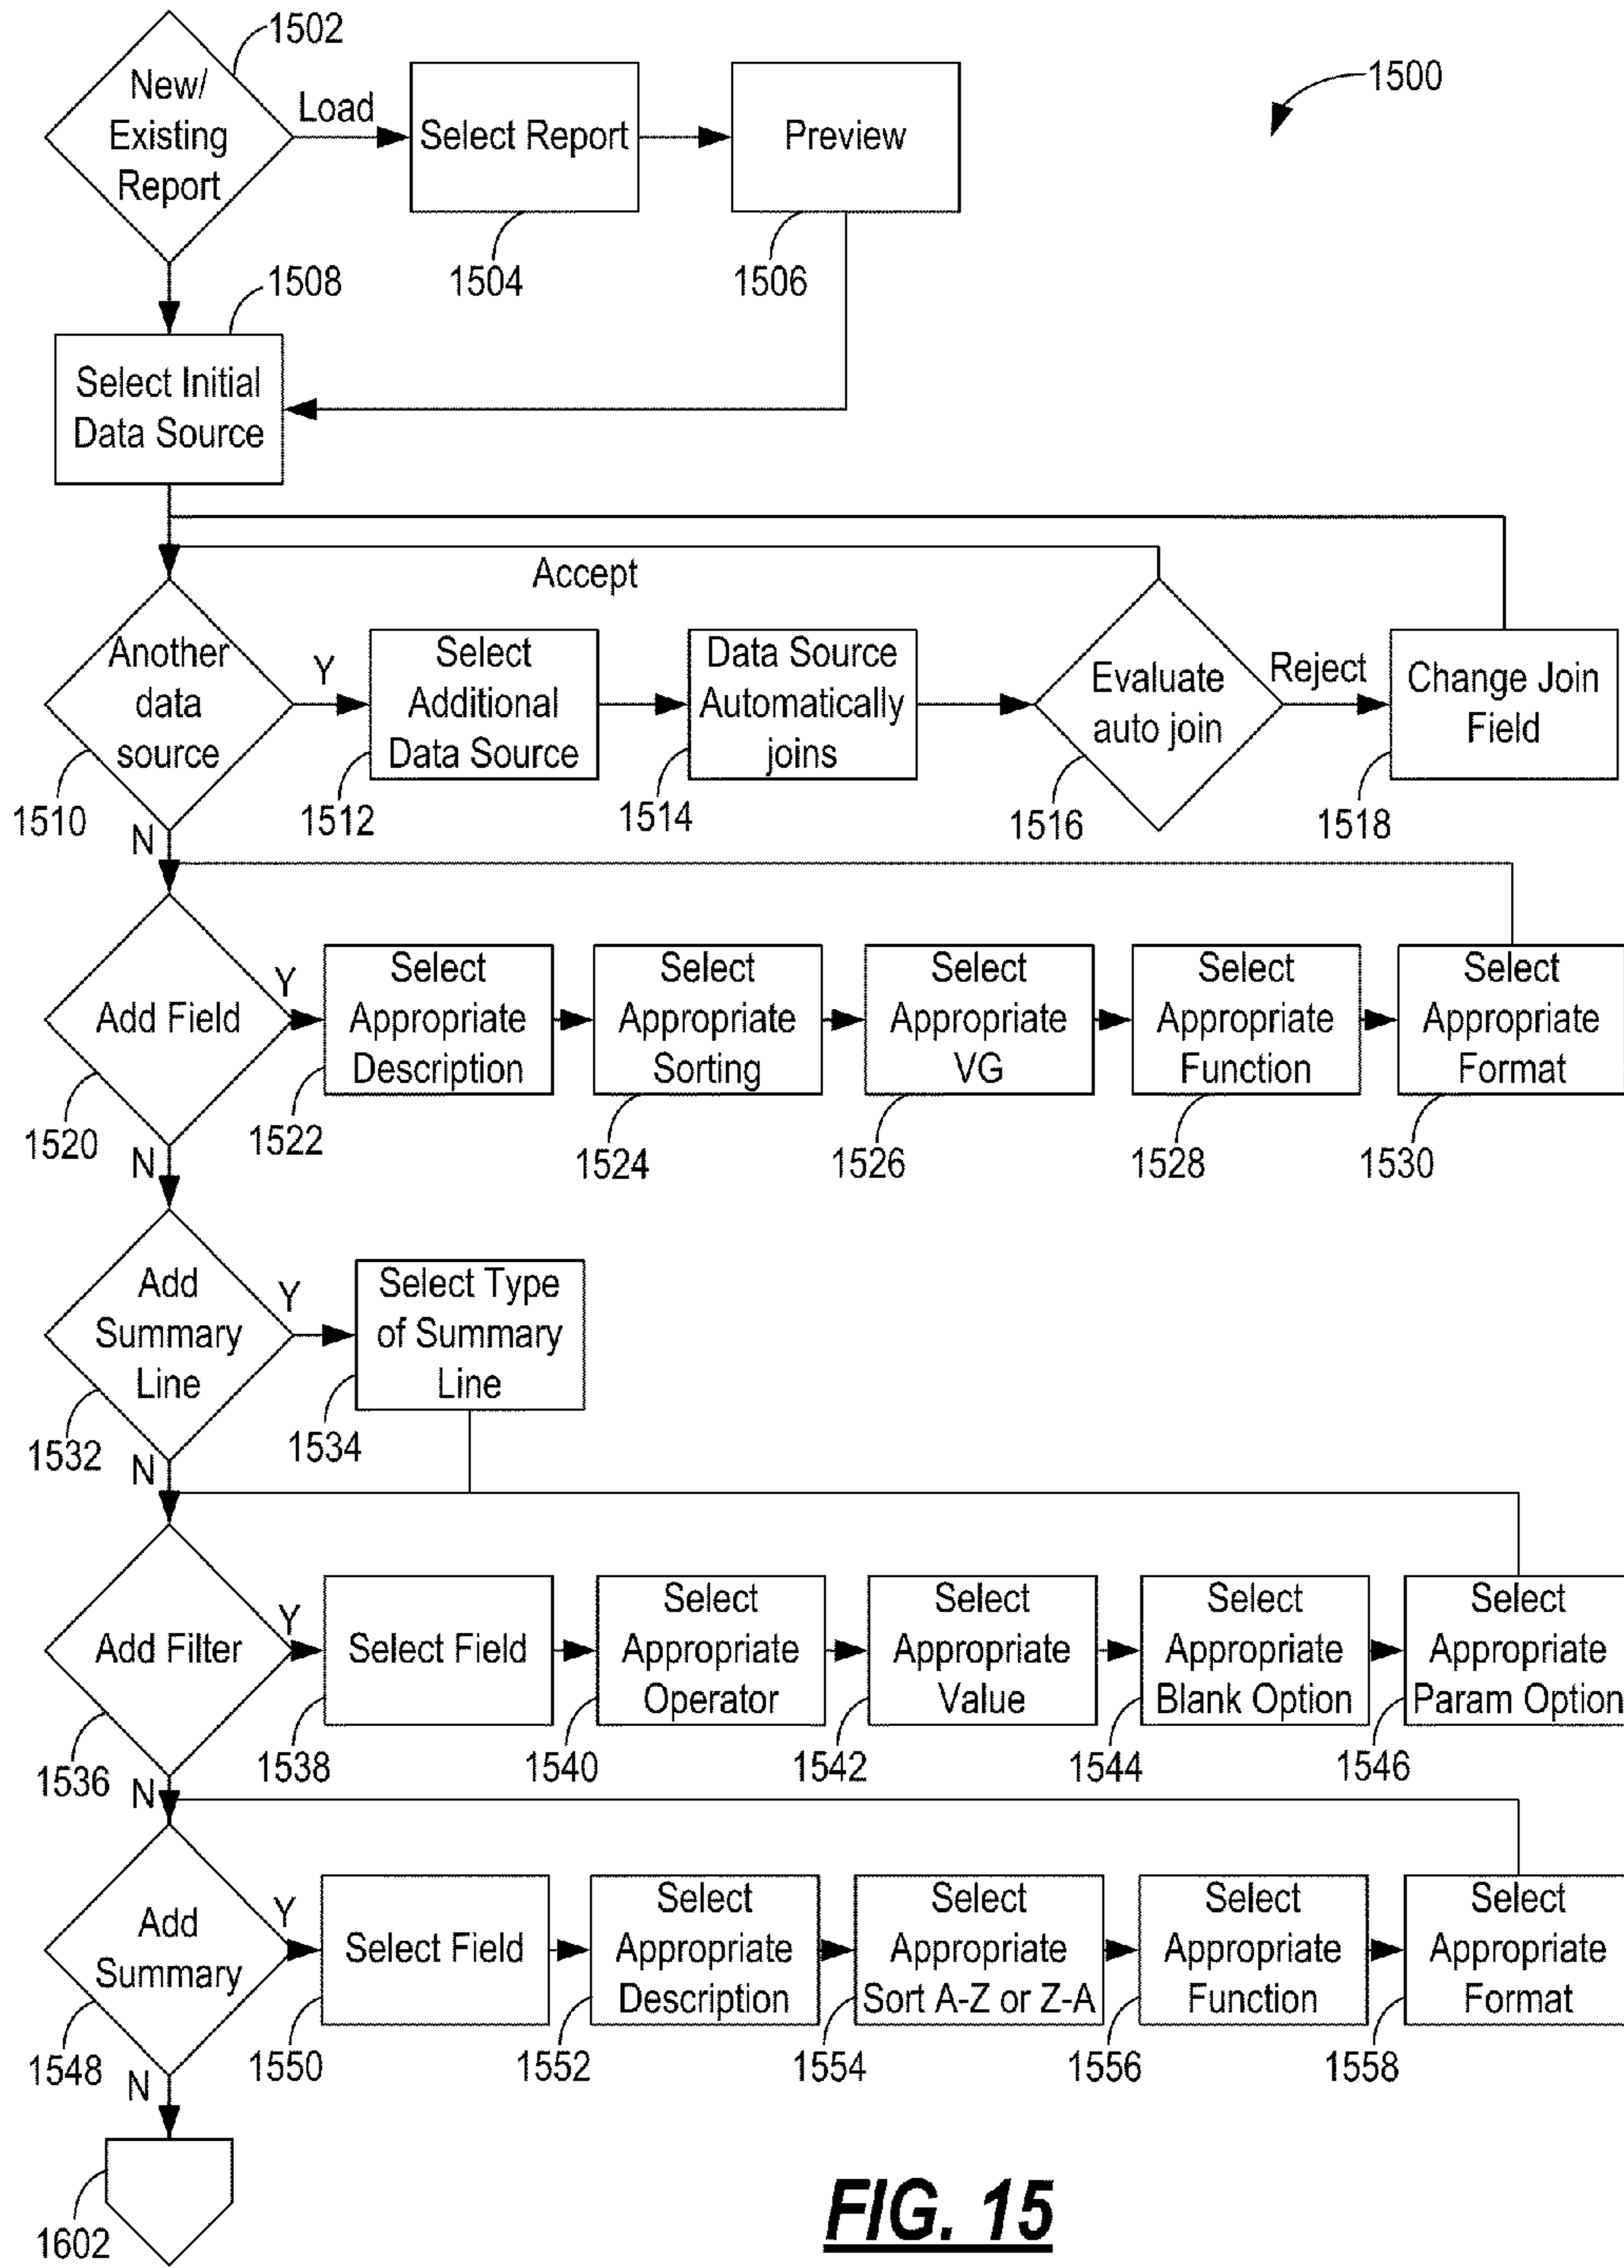 1502
New/
Existing
Report
Load
Select Report
Preview
1500
1504
1506
1508
Select Initial
Data Source
Accept
Another
data
source
Y
Select
Additional
Data Source
Data Source
Automatically
joins
Evaluate
auto join
Reject
Change Join
Field
1510
1512
1514
1516
1518
N
Add Field
Y
Select
Appropriate
Description
Select
Appropriate
Sorting
Select
Appropriate
VG
Select
Appropriate
Function
Select
Appropriate
Format
1520
1522
1524
1526
1528
1530
N
Add
Summary
Line
Y
Select Type
of Summary
Line
1532
1534
N
Add Filter
Y
Select Field
Select
Appropriate
Operator
Select
Appropriate
Value
Select
Appropriate
Blank Option
Select
Appropriate
Param Option
1536
1538
1540
1542
1544
1546
N
Add
Summary
Y
Select Field
Select
Appropriate
Description
Select
Appropriate
Sort A-Z or Z-A
Select
Appropriate
Function
Select
Appropriate
Format
1548
1550
1552
1554
1556
1558
N
1602
FIG. 15